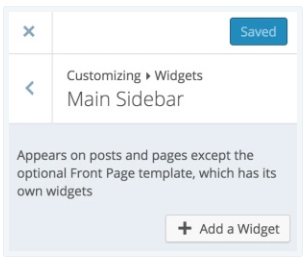 Saved
Customizing ▸ Widgets
Main Sidebar
Appears on posts and pages except the
optional Front Page template, which has its
own widgets
Add a Widget